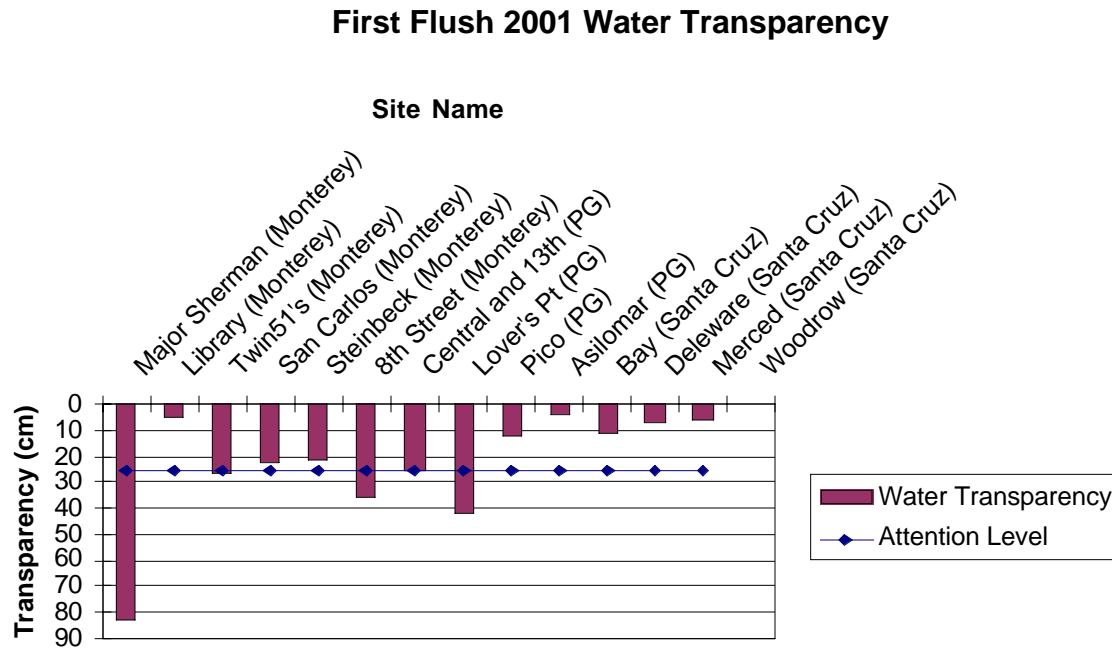 First Flush 2001 Water Transparency
Site Name
Major Sherman (Monterey)
Library (Monterey)
Twin51's (Monterey)
San Carlos (Monterey)
Steinbeck (Monterey)
8th Street (Monterey)
Central and 13th (PG)
Lover's Pt (PG)
Pico (PG)
Asilomar (PG)
Bay (Santa Cruz)
Deleware (Santa Cruz)
Merced (Santa Cruz)
Woodrow (Santa Cruz)
Transparency (cm)
0
10
20
30
40
50
60
70
80
90
Water Transparency
Attention Level